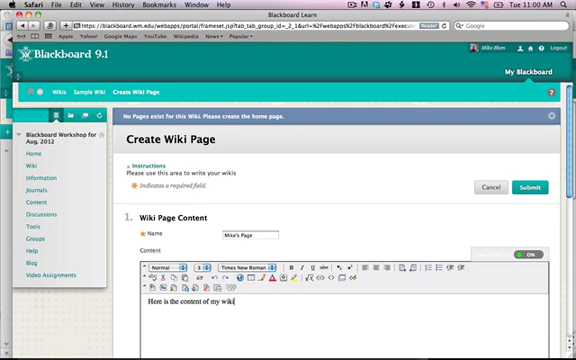 Safari File Edit View History Bookmarks Window Help
Tue 11:00 AM
Blackboard Learn
https://blackboard.wm.edu/webapps/portal/frameset.jsp?tab_tab_group_id=_2_1&url=%2Fwebapps%2Fblackboard%2Fexecute
Google
Apple Yahoo! Google Maps YouTube Wikipedia News Popular
Mike Blum Home Help Logout
Blackboard 9.1
My Blackboard
Wikis Sample Wiki Create Wiki Page
No Pages exist for this Wiki. Please create the home page.
Blackboard Workshop for
Aug. 2012
Home
Wiki
Information
Journals
Content
Discussions
Tools
Groups
Help
Blog
Video Assignments
Create Wiki Page
Instructions
Please use this area to write your wikis
Indicates a required field.
Cancel Submit
1. Wiki Page Content
Name Mike's Page
Content
ON
Normal 3 Times New Roman B I U abc
Here is the content of my wiki